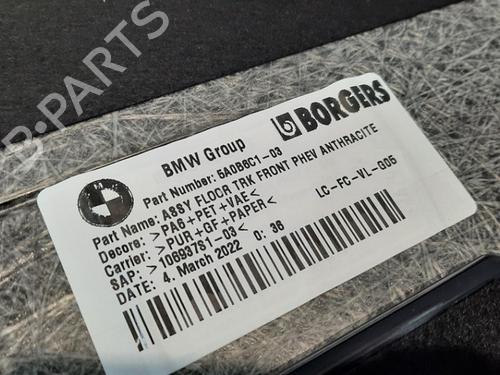 B-PARTS
BMW Group
BORGERS
Part Number: 5A0B6C1-03
Part Name: ASSY FLOOR TRK FRONT PHEV ANTHRACITE
Decore: >PA6+PET+VAE<
Carrier: >PUR+GF+PAPER<
LC-FC-VL-G05
SAP: >10693781-03<
DATE: 4. March 2022 0:36